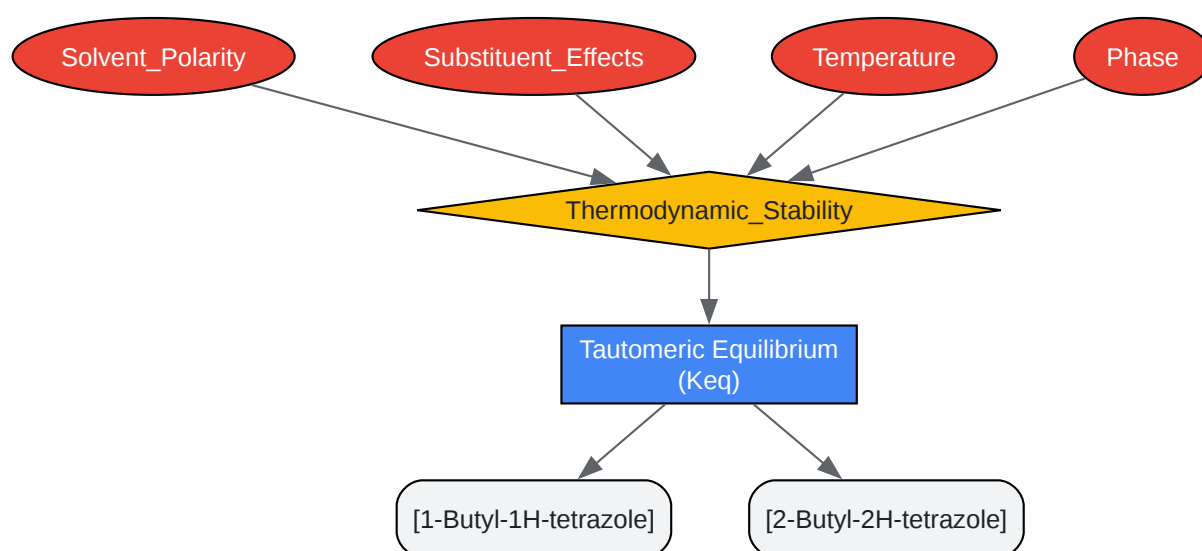 Solvent_Polarity
Substituent_Effects
Temperature
Phase
Thermodynamic_Stability
Tautomeric Equilibrium
(Keq)
[1-Butyl-1H-tetrazole]
[2-Butyl-2H-tetrazole]